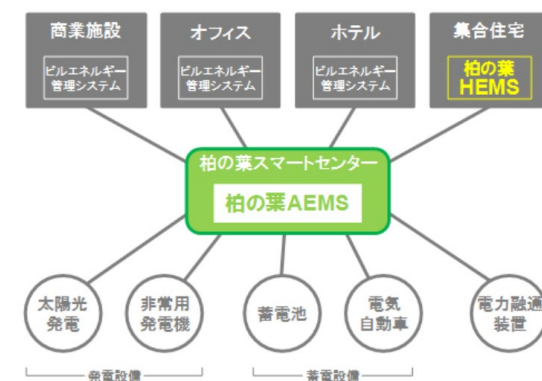 商業施設
ビルエネルギー
管理システム
オフィス
ビルエネルギー
管理システム
ホテル
ビルエネルギー
管理システム
集合住宅
柏の葉
HEMS
柏の葉スマートセンター
柏の葉AEMS
太陽光
発電
非常用
発電機
蓄電池
電気
自動車
電力融通
装置
発電設備
蓄電設備